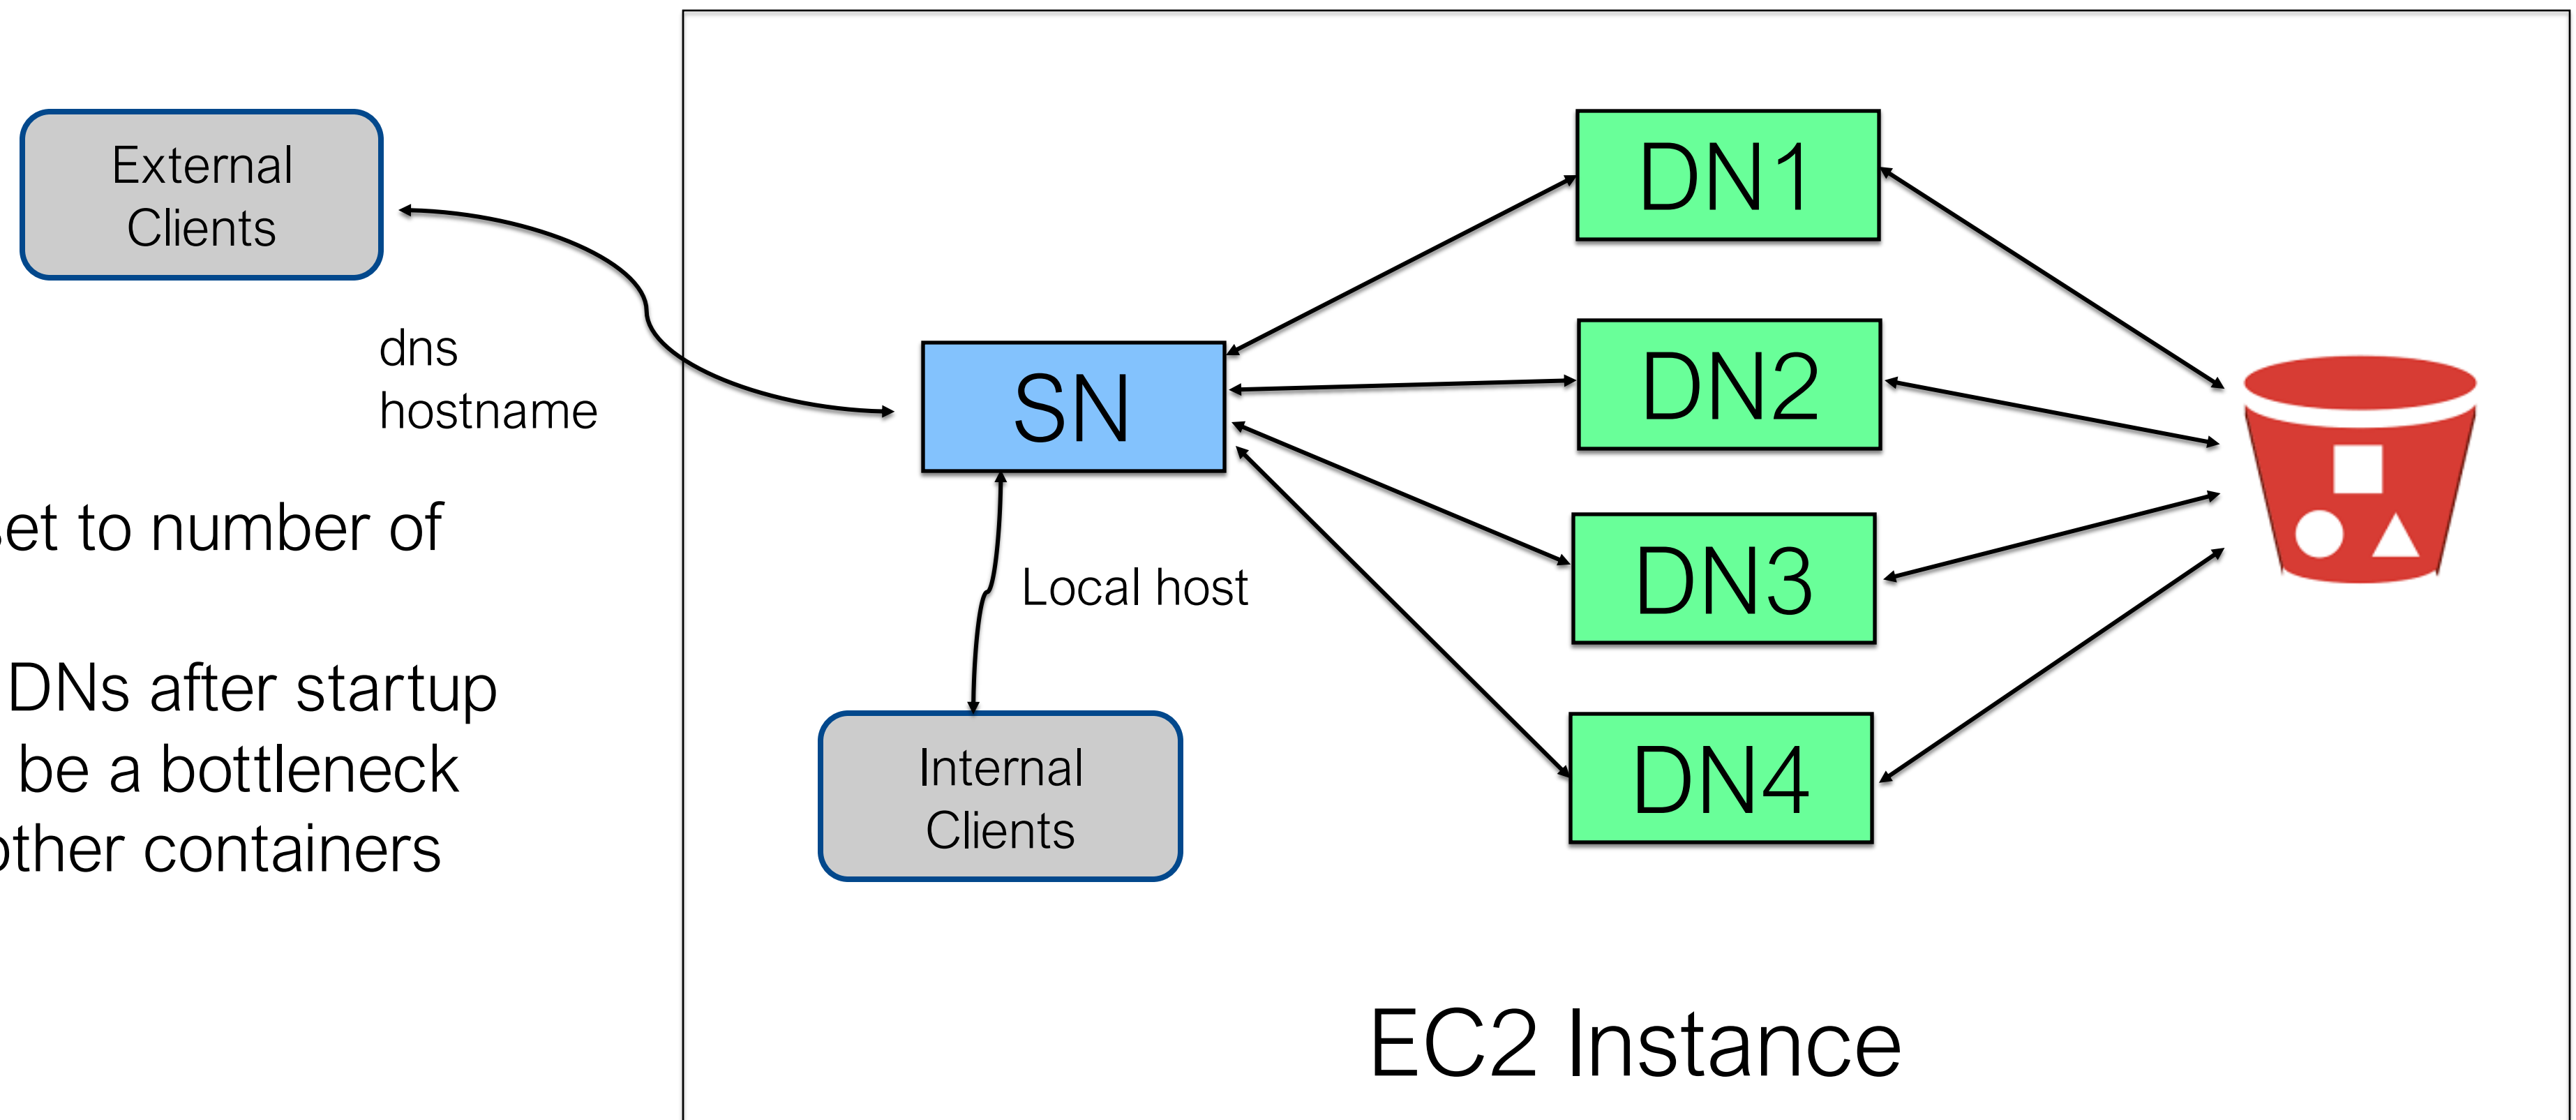 External
Clients
dns
hostname
set to number of
DNs after startup
be a bottleneck
other containers
SN
Local host
Internal
Clients
DN1
DN2
DN3
DN4
EC2 Instance